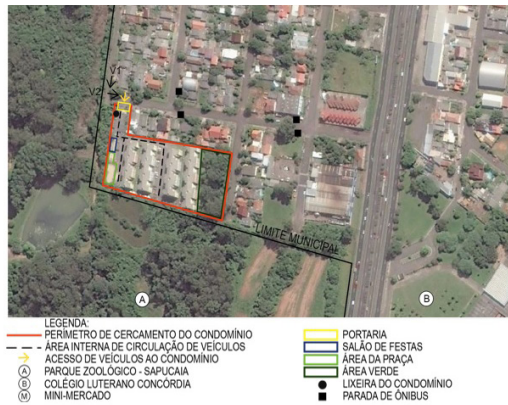 V1
V2
LIMITE MUNICIPAL
A
B
LEGENDA:
PERÍMETRO DE CERCAMENTO DO CONDOMÍNIO
ÁREA INTERNA DE CIRCULAÇÃO DE VEÍCULOS
ACESSO DE VEÍCULOS AO CONDOMÍNIO
A PARQUE ZOOLÓGICO - SAPUCAIA
B COLÉGIO LUTERANO CONCÓRDIA
M MINI-MERCADO
PORTARIA
SALÃO DE FESTAS
ÁREA DA PRAÇA
ÁREA VERDE
LIXEIRA DO CONDOMÍNIO
PARADA DE ÔNIBUS